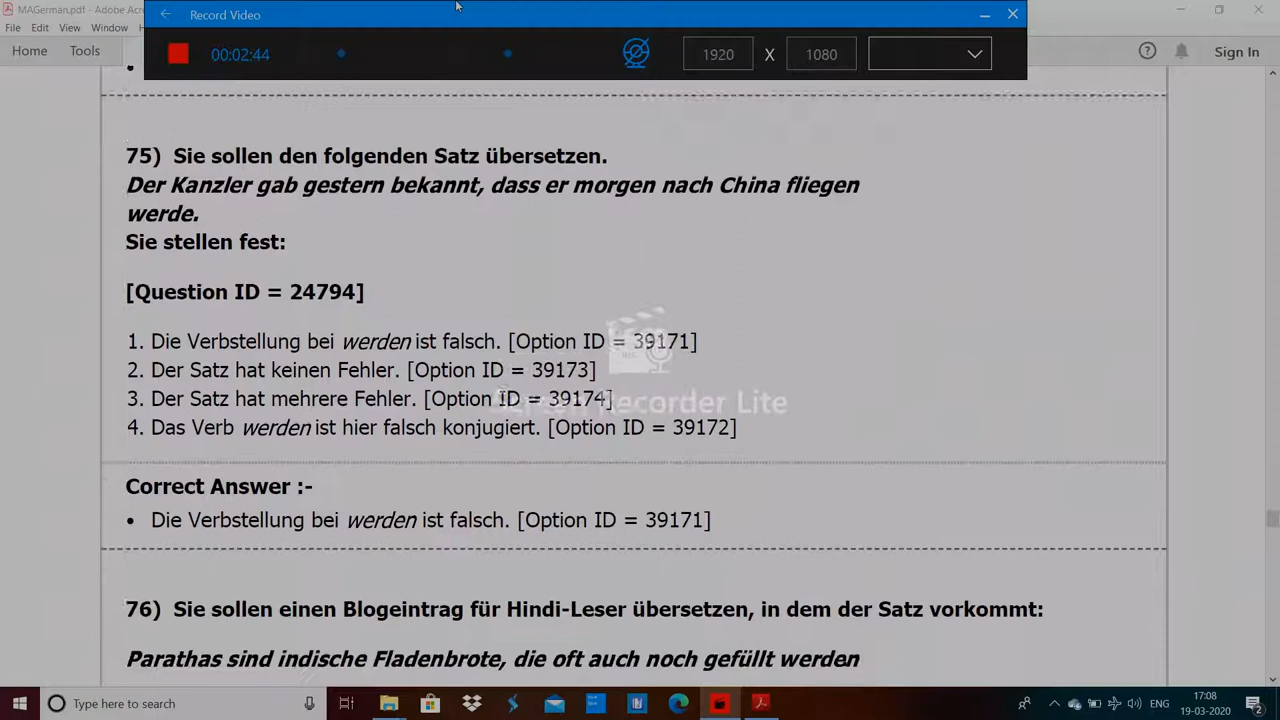 MAGerman.pdf - Adobe Acro
Record Video
File Edit View Window
Home Tools
00:02:44
1920 X 1080
Sign In
75) Sie sollen den folgenden Satz übersetzen.
Der Kanzler gab gestern bekannt, dass er morgen nach China fliegen
werde.
Sie stellen fest:
[Question ID = 24794]
1. Die Verbstellung bei werden ist falsch. [Option ID = 39171]
2. Der Satz hat keinen Fehler. [Option ID = 39173]
3. Der Satz hat mehrere Fehler. [Option ID = 39174]
Screen Recorder Lite
4. Das Verb werden ist hier falsch konjugiert. [Option ID = 39172]
Correct Answer :-
• Die Verbstellung bei werden ist falsch. [Option ID = 39171]
76) Sie sollen einen Blogeintrag für Hindi-Leser übersetzen, in dem der Satz vorkommt:
Parathas sind indische Fladenbrote, die oft auch noch gefüllt werden
Type here to search
ENG
17:08
19-03-2020
2